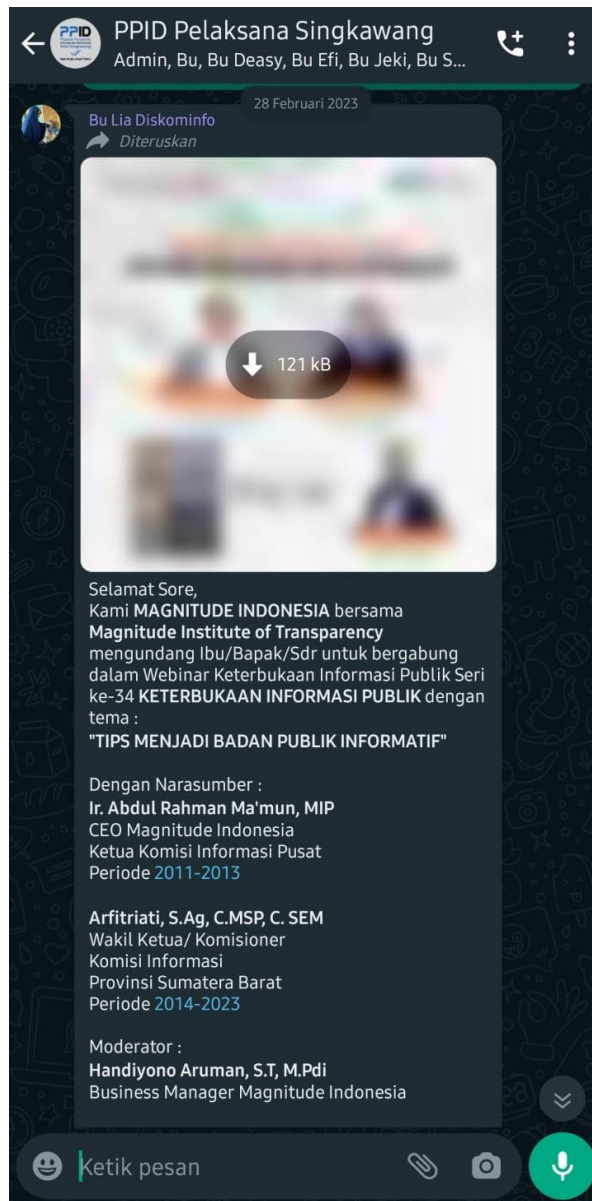 PPID
PPID Pelaksana Singkawang
Admin, Bu, Bu Deasy, Bu Efi, Bu Jeki, Bu S...
28 Februari 2023
Bu Lia Diskominfo
Diteruskan
121 kB
Selamat Sore,
Kami MAGNITUDE INDONESIA bersama
Magnitude Institute of Transparency
mengundang Ibu/Bapak/Sdr untuk bergabung
dalam Webinar Keterbukaan Informasi Publik Seri
ke-34 KETERBUKAAN INFORMASI PUBLIK dengan
tema :
"TIPS MENJADI BADAN PUBLIK INFORMATIF"
Dengan Narasumber :
Ir. Abdul Rahman Ma'mun, MIP
CEO Magnitude Indonesia
Ketua Komisi Informasi Pusat
Periode 2011-2013
Arfitriati, S.Ag, C.MSP, C. SEM
Wakil Ketua/ Komisioner
Komisi Informasi
Provinsi Sumatera Barat
Periode 2014-2023
Moderator :
Handiyono Aruman, S.T, M.Pdi
Business Manager Magnitude Indonesia
Ketik pesan